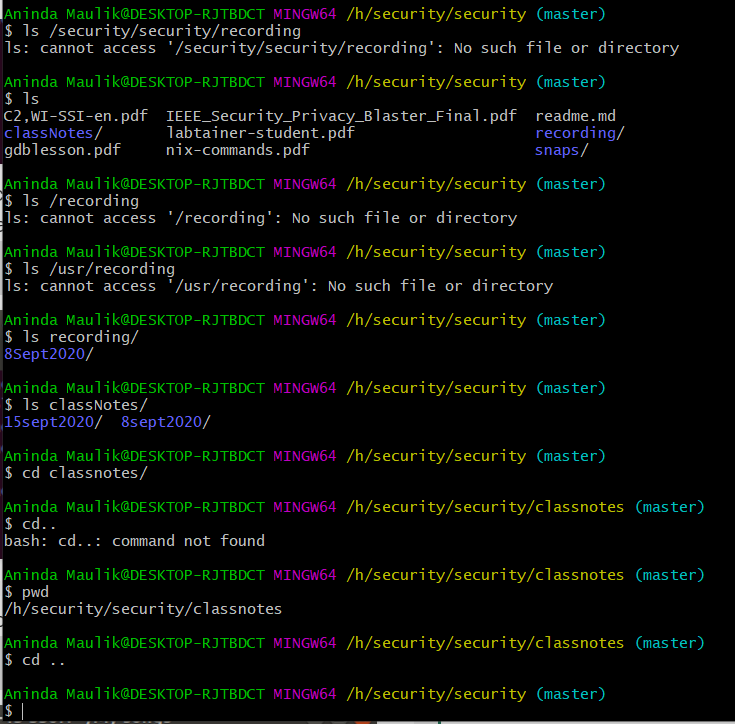 Aninda Maulik@DESKTOP-RJTBDCT MINGW64 /h/security/security (master)
$ ls /security/security/recording
ls: cannot access '/security/security/recording': No such file or directory
Aninda Maulik@DESKTOP-RJTBDCT MINGW64 /h/security/security (master)
$ ls
C2,WI-SSI-en.pdf  IEEE_Security_Privacy_Blaster_Final.pdf  readme.md
classNotes/       labtainer-student.pdf                    recording/
gdblesson.pdf     nix-commands.pdf                         snaps/
Aninda Maulik@DESKTOP-RJTBDCT MINGW64 /h/security/security (master)
$ ls /recording
ls: cannot access '/recording': No such file or directory
Aninda Maulik@DESKTOP-RJTBDCT MINGW64 /h/security/security (master)
$ ls /usr/recording
ls: cannot access '/usr/recording': No such file or directory
Aninda Maulik@DESKTOP-RJTBDCT MINGW64 /h/security/security (master)
$ ls recording/
8Sept2020/
Aninda Maulik@DESKTOP-RJTBDCT MINGW64 /h/security/security (master)
$ ls classNotes/
15sept2020/  8sept2020/
Aninda Maulik@DESKTOP-RJTBDCT MINGW64 /h/security/security (master)
$ cd classnotes/
Aninda Maulik@DESKTOP-RJTBDCT MINGW64 /h/security/security/classnotes (master)
$ cd..
bash: cd..: command not found
Aninda Maulik@DESKTOP-RJTBDCT MINGW64 /h/security/security/classnotes (master)
$ pwd
/h/security/security/classnotes
Aninda Maulik@DESKTOP-RJTBDCT MINGW64 /h/security/security/classnotes (master)
$ cd ..
Aninda Maulik@DESKTOP-RJTBDCT MINGW64 /h/security/security (master)
$